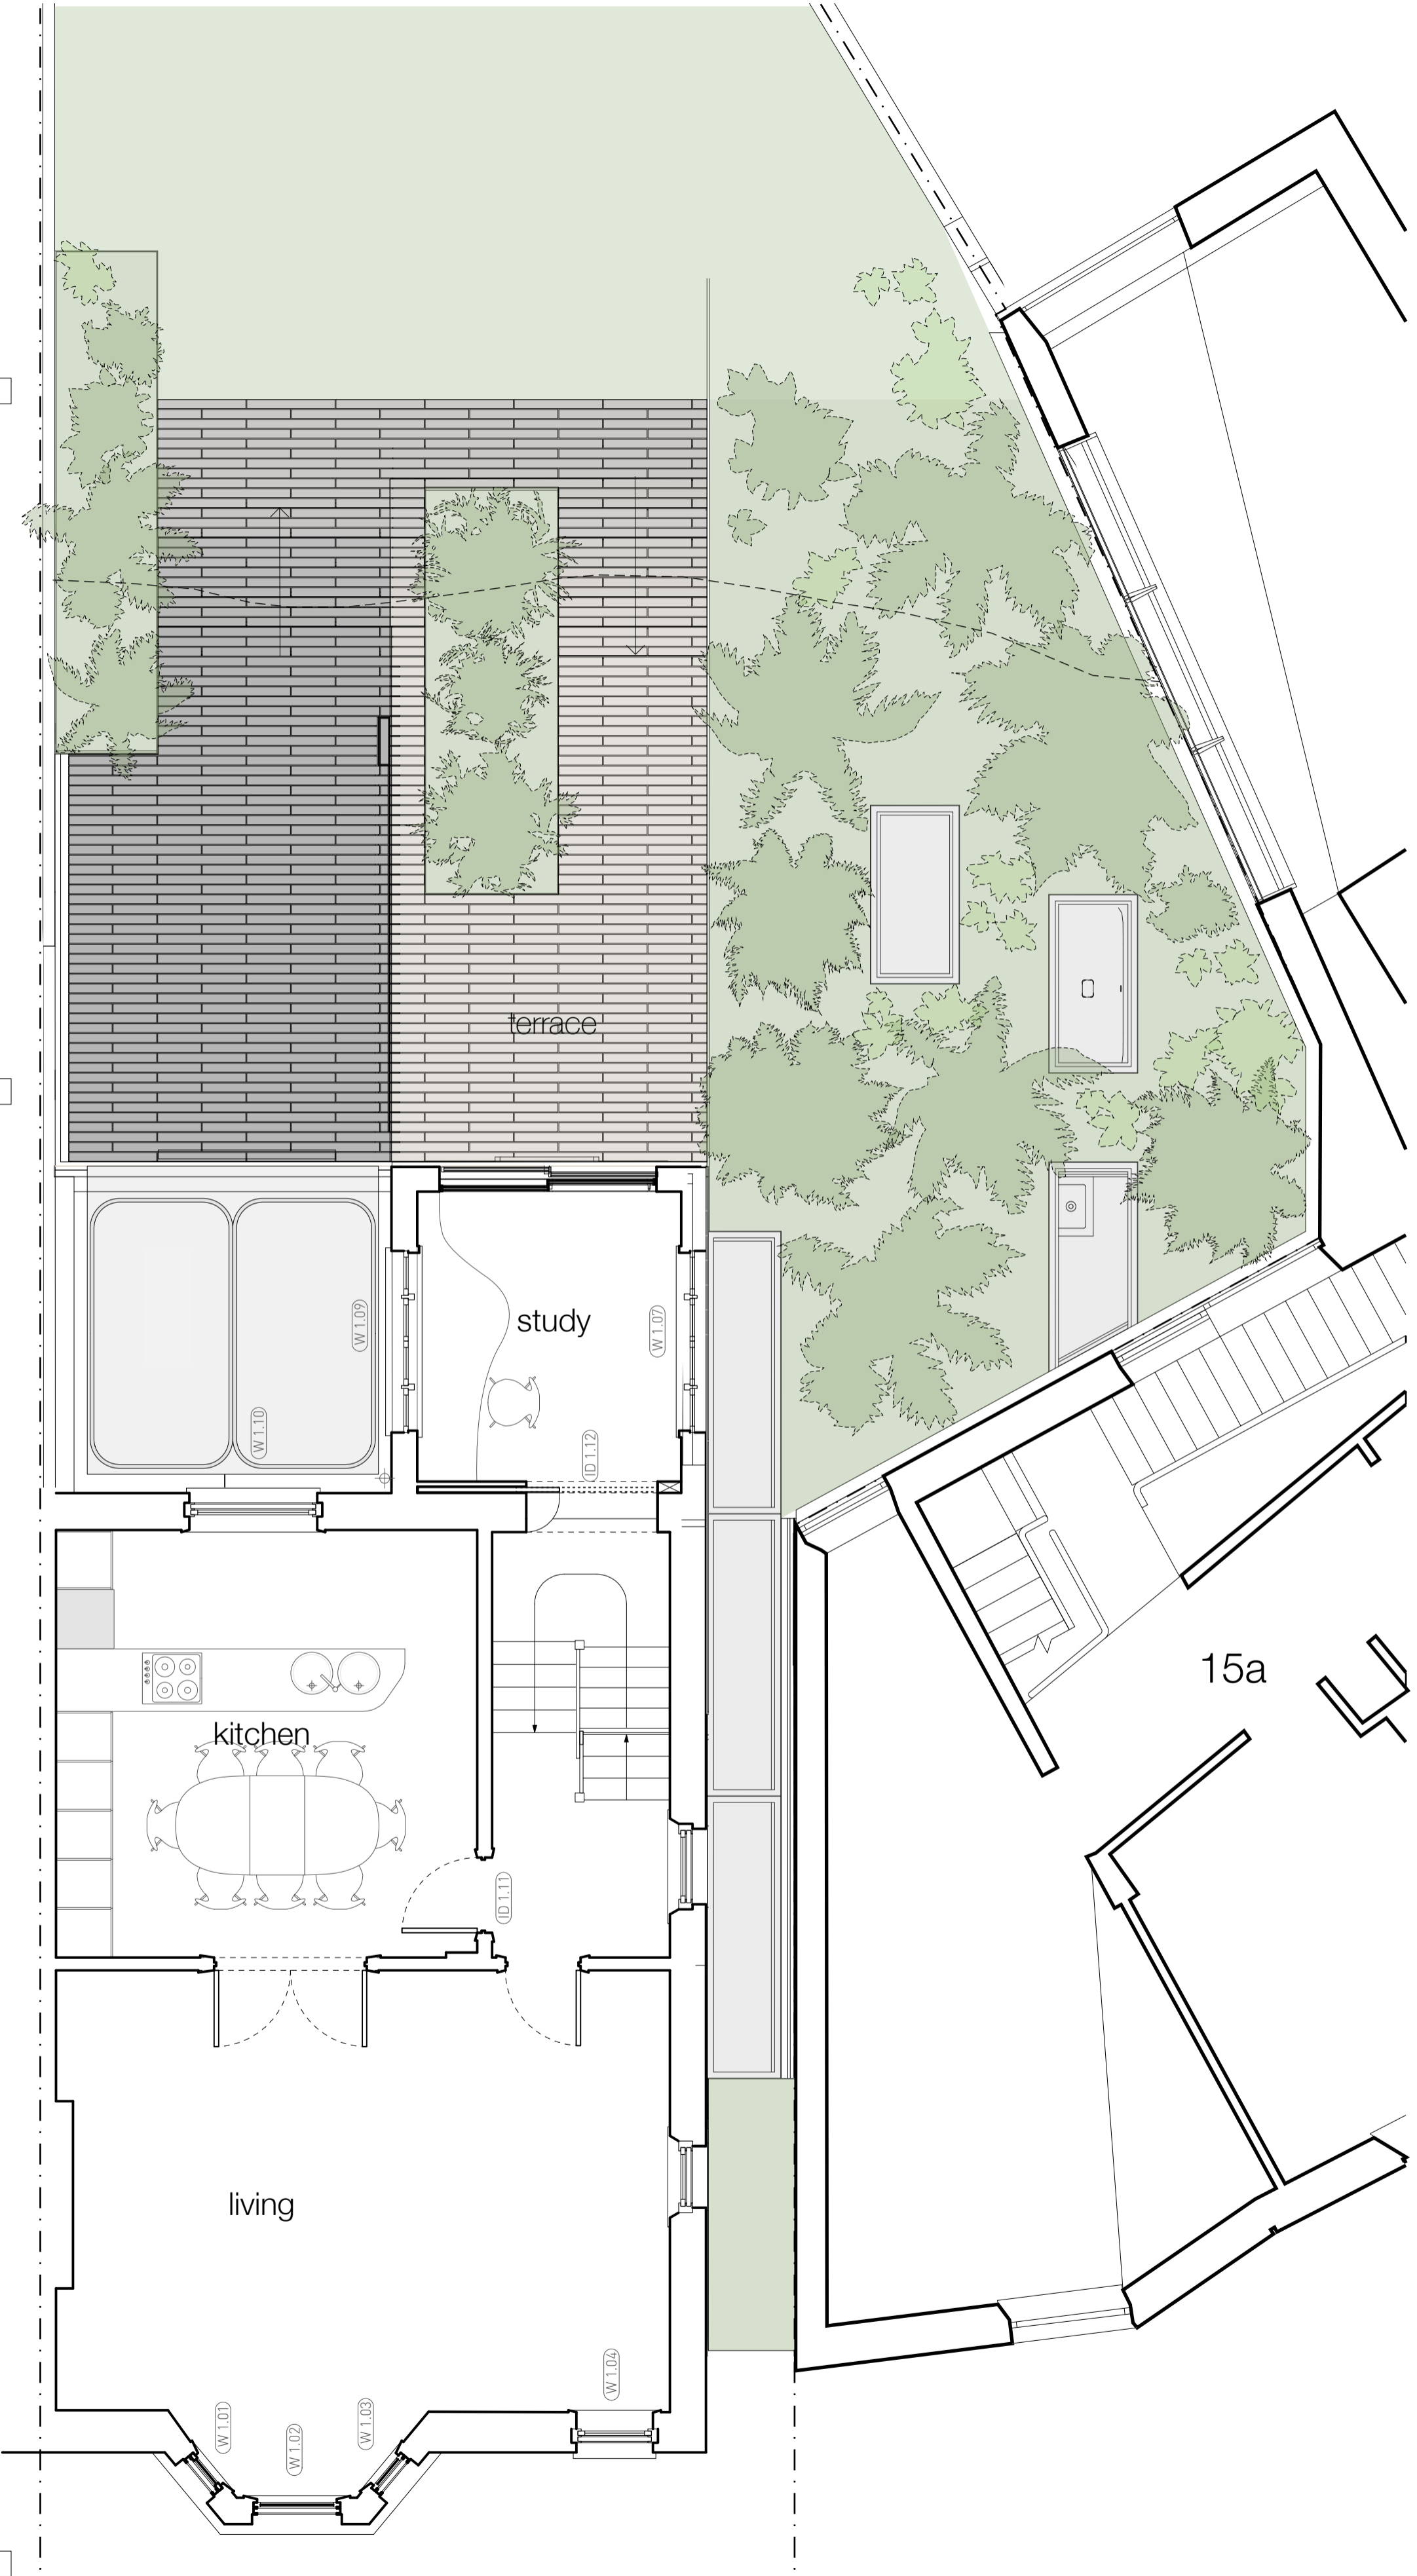 terrace
study
W 1.09
W 1.07
W 1.10
ID 1.12
15a
kitchen
ID 1.11
living
W 1.04
W 1.01
W 1.02
W 1.03